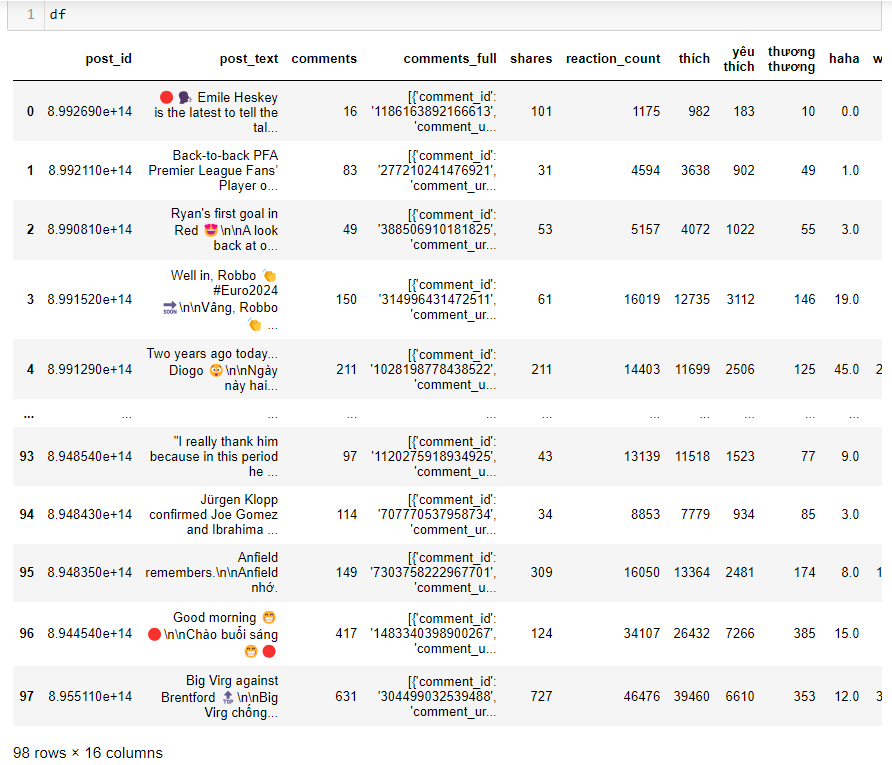 1 df
post_id post_text comments comments_full shares reaction_count thích yêu thích thương thương haha w
0 8.992690e+14 🔴 🗣️ Emile Heskey is the latest to tell the tal... 16 [{'comment_id': '1186163892166613', 'comment_u... 101 1175 982 183 10 0.0
1 8.992110e+14 Back-to-back PFA Premier League Fans' Player o... 83 [{'comment_id': '277210241476921', 'comment_ur... 31 4594 3638 902 49 1.0
2 8.990810e+14 Ryan's first goal in Red 😍 \n\nA look back at o... 49 [{'comment_id': '388506910181825', 'comment_ur... 53 5157 4072 1022 55 3.0
3 8.991520e+14 Well in, Robbo 👏 #Euro2024 🔜 \n\nVâng, Robbo 👏 ... 150 [{'comment_id': '314996431472511', 'comment_ur... 61 16019 12735 3112 146 19.0
4 8.991290e+14 Two years ago today... Diogo 😲 \n\nNgày này hai... 211 [{'comment_id': '1028198778438522', 'comment_u... 211 14403 11699 2506 125 45.0 2
... ... ... ... ... ... ... ... ... ... ...
93 8.948540e+14 "I really thank him because in this period he ... 97 [{'comment_id': '1120275918934925', 'comment_u... 43 13139 11518 1523 77 9.0
94 8.948430e+14 Jürgen Klopp confirmed Joe Gomez and Ibrahima ... 114 [{'comment_id': '707770537958734', 'comment_ur... 34 8853 7779 934 85 3.0
95 8.948350e+14 Anfield remembers.\n\nAnfield nhớ. 149 [{'comment_id': '7303758222967701', 'comment_u... 309 16050 13364 2481 174 8.0 1
96 8.944540e+14 Good morning 😁 🔴 \n\nChào buổi sáng 😁 🔴 417 [{'comment_id': '1483340398900267', 'comment_u... 124 34107 26432 7266 385 15.0
97 8.955110e+14 Big Virg against Brentford 🔝 \n\nBig Virg chống... 631 [{'comment_id': '304499032539488', 'comment_ur... 727 46476 39460 6610 353 12.0 3
98 rows × 16 columns